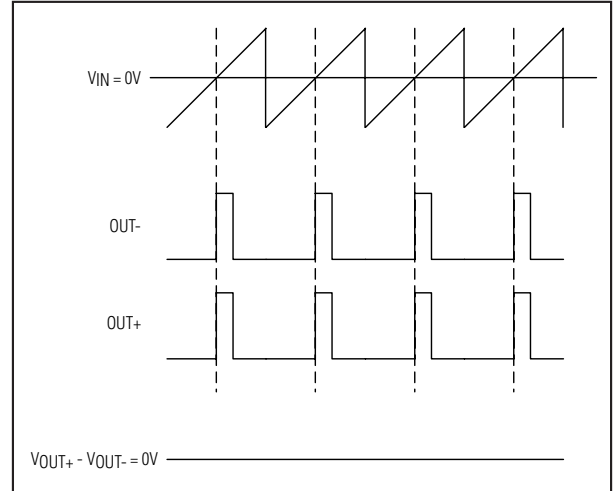 VIN = 0V
OUT-
OUT+
VOUT+ - VOUT- = 0V